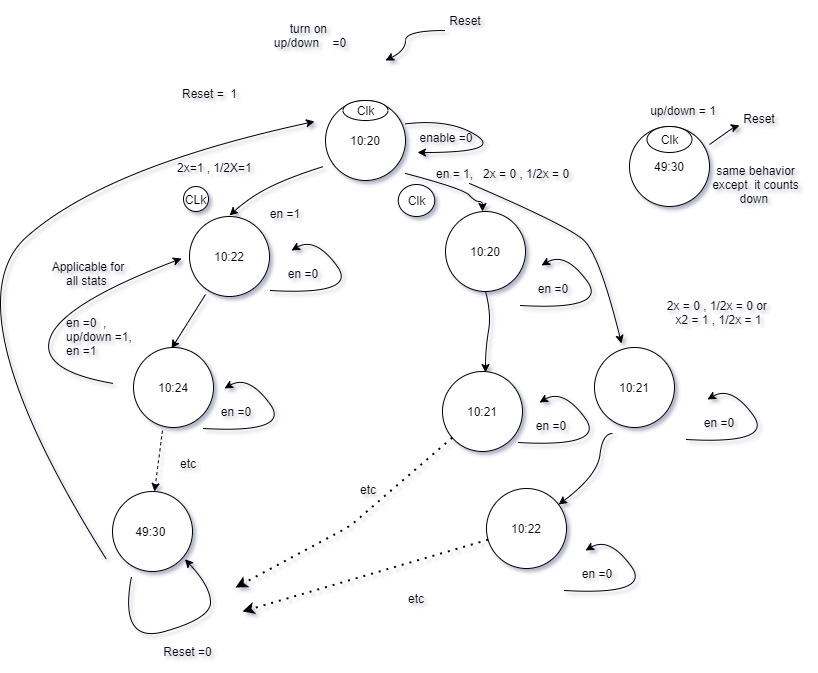 turn on
up/down =0
Reset
Reset = 1
Clk
10:20
enable =0
up/down = 1
Clk
Reset
49:30
same behavior
except it counts
down
2x=1 , 1/2X=1
en = 1, 2x = 0 , 1/2x = 0
CLk
Clk
en =1
10:22
en =0
10:20
en =0
Applicable for
all stats
en =0 ,
up/down =1,
en =1
2x = 0 , 1/2x = 0 or
x2 = 1 , 1/2x = 1
10:24
en =0
10:21
en =0
10:21
en =0
etc
etc
49:30
10:22
en =0
etc
Reset =0